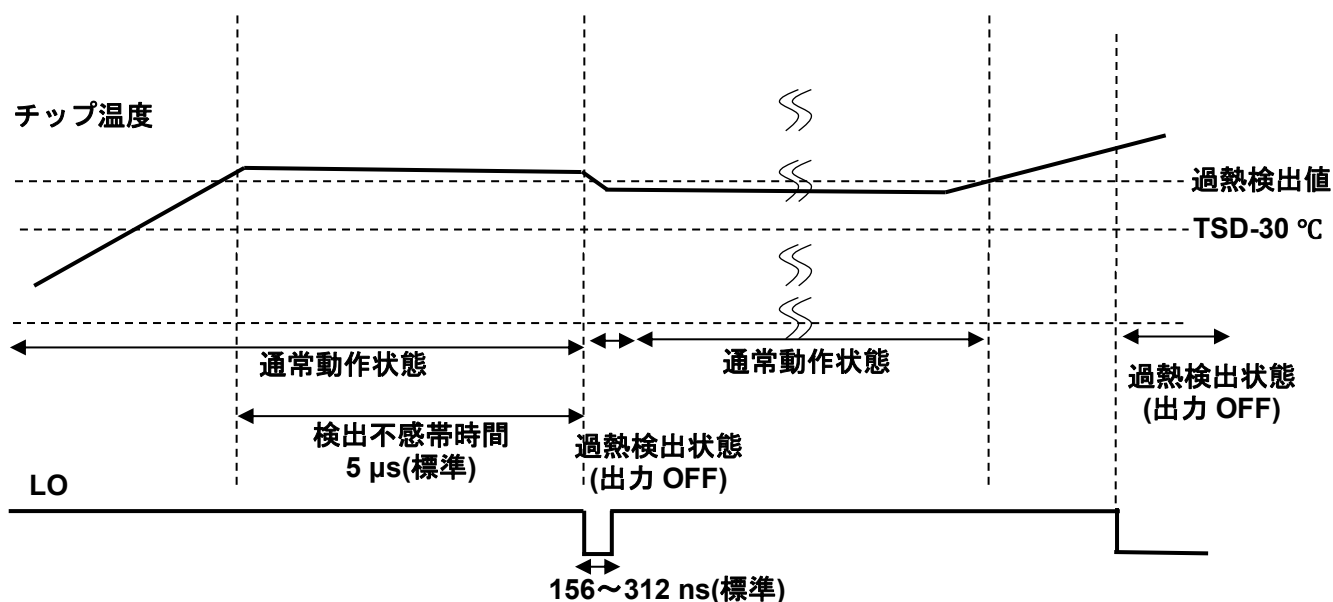 チップ温度
過熱検出値
TSD-30 ℃
通常動作状態
通常動作状態
過熱検出状態
(出力 OFF)
検出不感帯時間
5 μs(標準)
過熱検出状態
(出力 OFF)
LO
156～312 ns(標準)